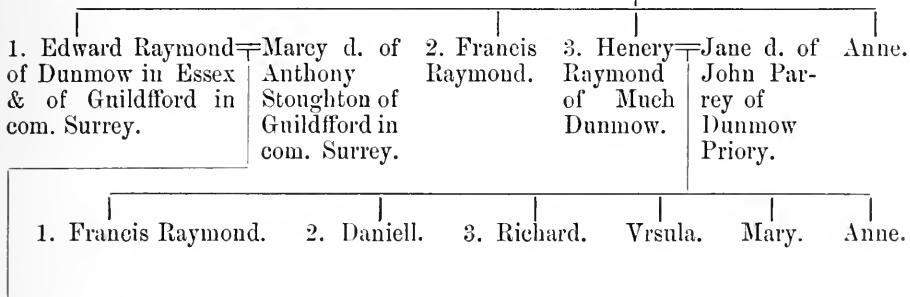 1. Edward Raymond═Marcy d. of 2. Francis 3. Henery═Jane d. of Anne.
of Dunmow in Essex Anthony Raymond. Raymond John Par-
& of Guildfford in Stoughton of of Much rey of
com. Surrey. Guildfford in Dunmow. Dunmow
com. Surrey. Priory.
1. Francis Raymond. 2. Daniell. 3. Richard. Vrsula. Mary. Anne.